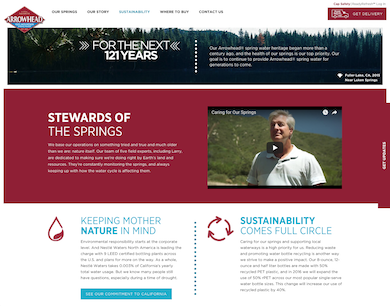 ARROWHEAD
OUR SPRINGS
OUR STORY
SUSTAINABILITY
WHERE TO BUY
CONTACT US
GET DELIVERY
FOR THE NEXT
121 YEARS
Our Arrowhead® spring water heritage began more than a
century ago, and the health of our springs is our top priority. Our
goal is to continue to provide Arrowhead® spring water for
generations to come.
Fuller Lake, CA. 2015
Near Laken Springs
STEWARDS OF
THE SPRINGS
We base our operations on something tried and true and much older
than we are: nature itself. Our team of five field experts, including Larry,
are dedicated to making sure we're doing right by Earth's land and
resources. They're constantly monitoring the springs, and always
keeping up with how the water cycle is affecting them.
Caring for Our Springs
GET UPDATES
KEEPING MOTHER
NATURE IN MIND
Environmental responsibility starts at the corporate
level. And Nestlé Waters North America is leading the
charge with 9 LEED certified bottling plants across
the U.S. and plans for more on the way. As a whole,
Nestlé Waters used 0.003% of California yearly
total water usage. But we know many people still
have questions, especially during a time of drought.
SEE OUR COMMITMENT TO CALIFORNIA
SUSTAINABILITY
COMES FULL CIRCLE
Caring for our springs and supporting local
waterways is a high priority for us. Reducing waste
and promoting bottle recycling is another way
we strive to make a positive impact. Our 8-ounce, 10
ounce and half liter bottles are made with 50%
recycled PET plastic, and in 2016 we will expand the
use of 50% rPET across our most popular single-serve
water bottle sizes. This change will increase our use of
recycled plastic by 40%.